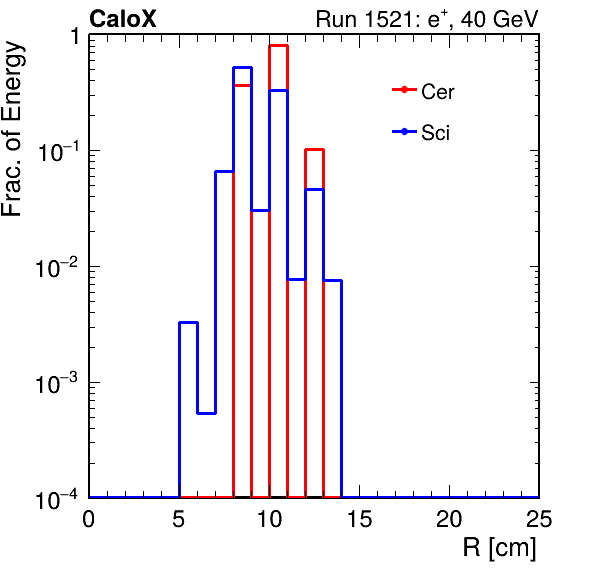 CaloX Run 1521: e⁺, 40 GeV
Frac. of Energy
1
10⁻¹
10⁻²
10⁻³
10⁻⁴
Cer
Sci
0 5 10 15 20 25
R [cm]